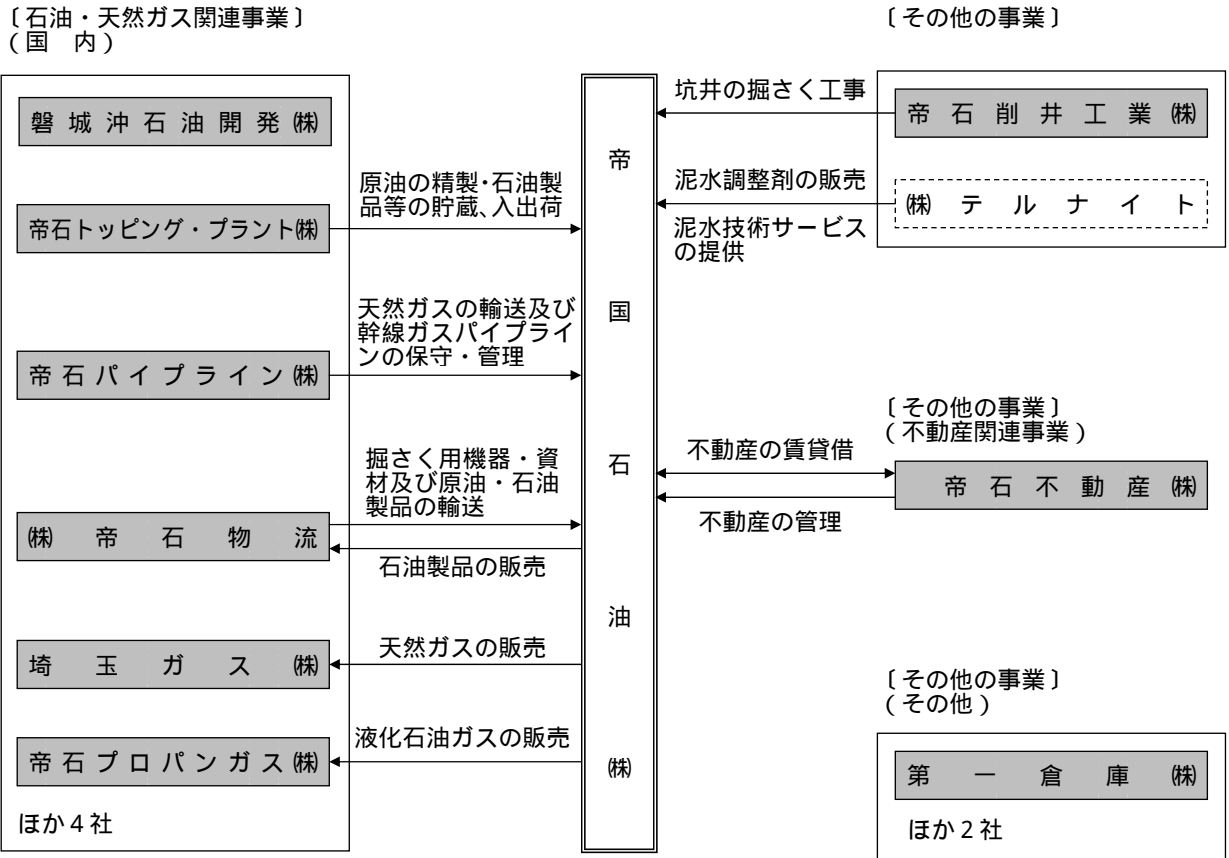 〔石油・天然ガス関連事業〕
(国　内)
磐城沖石油開発㈱
帝石トッピング・プラント㈱
帝石パイプライン㈱
㈱帝石物流
埼玉ガス㈱
帝石プロパンガス㈱
ほか４社
原油の精製･石油製
品等の貯蔵､入出荷
天然ガスの輸送及び
幹線ガスパイプライ
ンの保守・管理
掘さく用機器・資
材及び原油・石油
製品の輸送
石油製品の販売
天然ガスの販売
液化石油ガスの販売
帝国石油㈱
坑井の掘さく工事
泥水調整剤の販売
泥水技術サービス
の提供
不動産の賃貸借
不動産の管理
〔その他の事業〕
帝石削井工業㈱
㈱テルナイト
〔その他の事業〕
(不動産関連事業)
帝石不動産㈱
〔その他の事業〕
(その他)
第一倉庫㈱
ほか２社